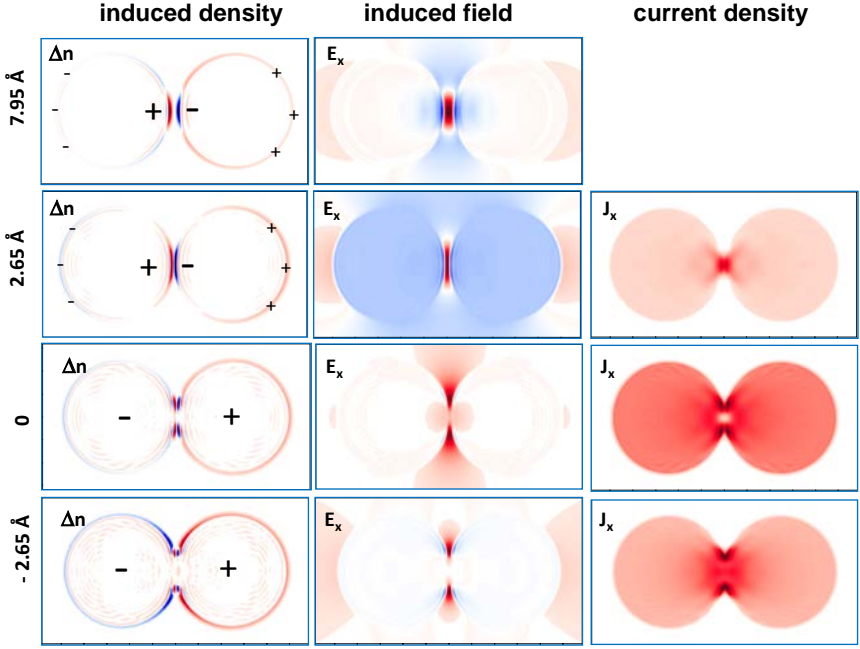 induced density induced field current density
7.95 Å
Δn
-
+
-
+ -
+
-
+
Ex
2.65 Å
Δn
-
+
-
+ -
+
-
+
Ex
Jx
0
Δn
- +
Ex
Jx
- 2.65 Å
Δn
- +
Ex
Jx